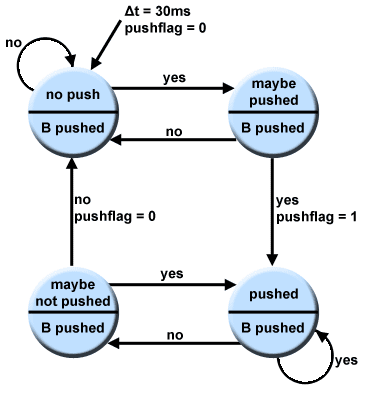 Δt = 30ms
pushflag = 0
no
no push
B pushed
yes
maybe
pushed
B pushed
no
no
pushflag = 0
yes
pushflag = 1
maybe
not pushed
B pushed
yes
pushed
B pushed
no
yes